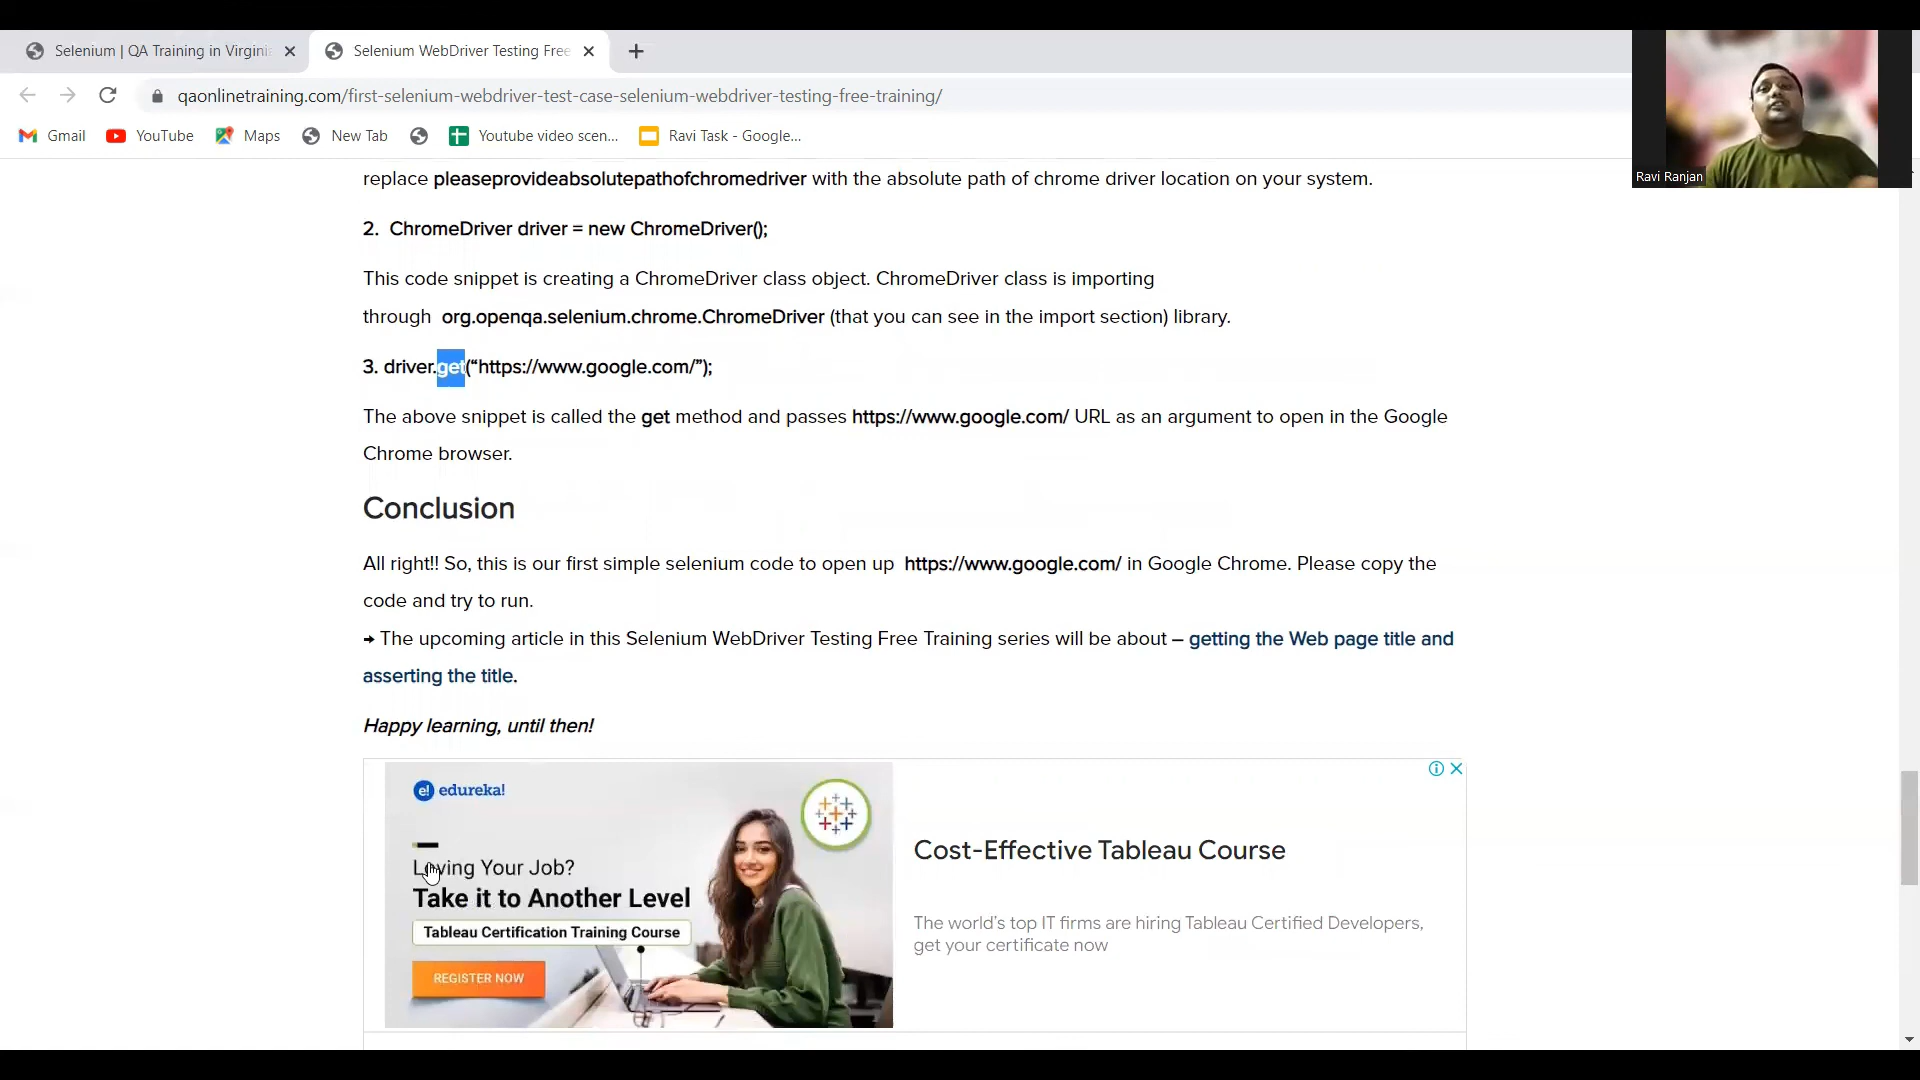 Selenium | QA Training in Virginia
Selenium WebDriver Testing Free
qaonlinetraining.com/first-selenium-webdriver-test-case-selenium-webdriver-testing-free-training/
Gmail YouTube Maps New Tab Youtube video scen... Ravi Task - Google...
Ravi Ranjan
replace pleaseprovideabsolutepathofchromedriver with the absolute path of chrome driver location on your system.
2. ChromeDriver driver = new ChromeDriver();
This code snippet is creating a ChromeDriver class object. ChromeDriver class is importing
through org.openqa.selenium.chrome.ChromeDriver (that you can see in the import section) library.
3. driver.get(“https://www.google.com/”);
The above snippet is called the get method and passes https://www.google.com/ URL as an argument to open in the Google
Chrome browser.
Conclusion
All right!! So, this is our first simple selenium code to open up https://www.google.com/ in Google Chrome. Please copy the
code and try to run.
→ The upcoming article in this Selenium WebDriver Testing Free Training series will be about – getting the Web page title and
asserting the title.
Happy learning, until then!
e! edureka!
Loving Your Job?
Take it to Another Level
Tableau Certification Training Course
REGISTER NOW
Cost-Effective Tableau Course
The world's top IT firms are hiring Tableau Certified Developers,
get your certificate now